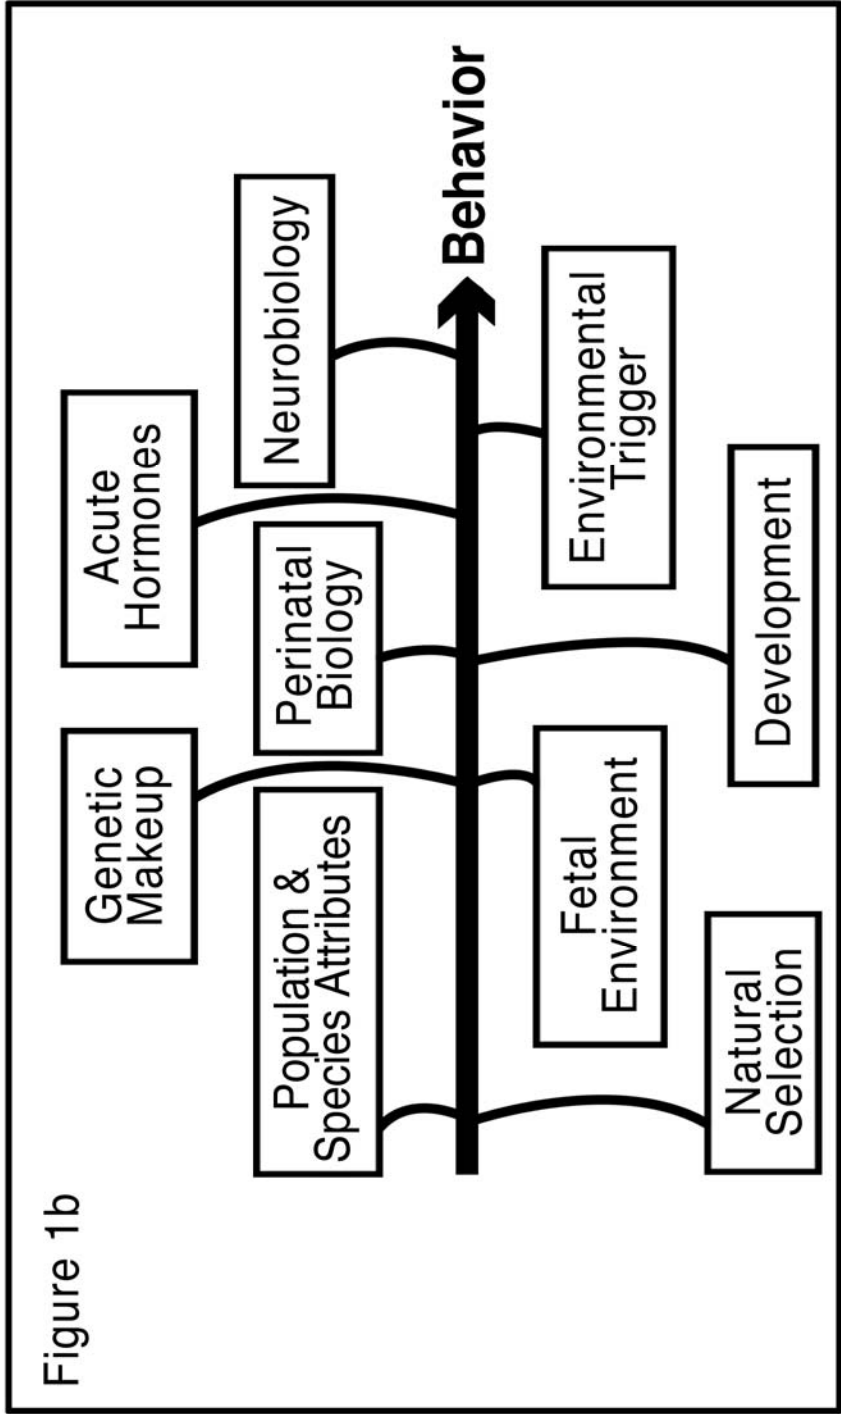 Figure 1b
Genetic
Makeup
Acute
Hormones
Population &
Species Attributes
Perinatal
Biology
Neurobiology
Behavior
Fetal
Environment
Environmental
Trigger
Natural
Selection
Development